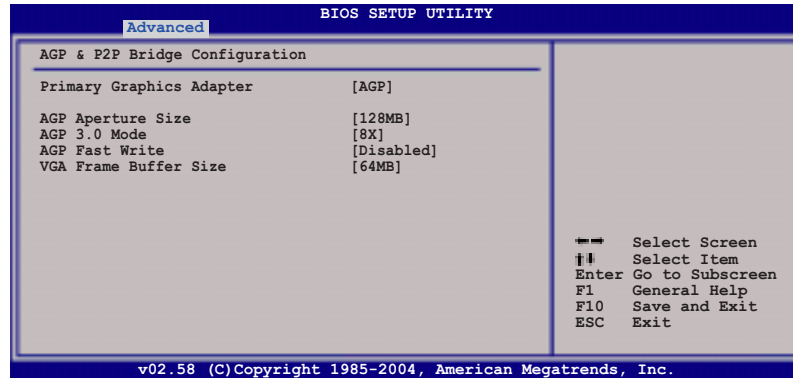 BIOS SETUP UTILITY
Advanced
AGP & P2P Bridge Configuration
Primary Graphics Adapter [AGP]
AGP Aperture Size [128MB]
AGP 3.0 Mode [8X]
AGP Fast Write [Disabled]
VGA Frame Buffer Size [64MB]
Select Screen
Select Item
Enter Go to Subscreen
F1 General Help
F10 Save and Exit
ESC Exit
v02.58 (C)Copyright 1985-2004, American Megatrends, Inc.